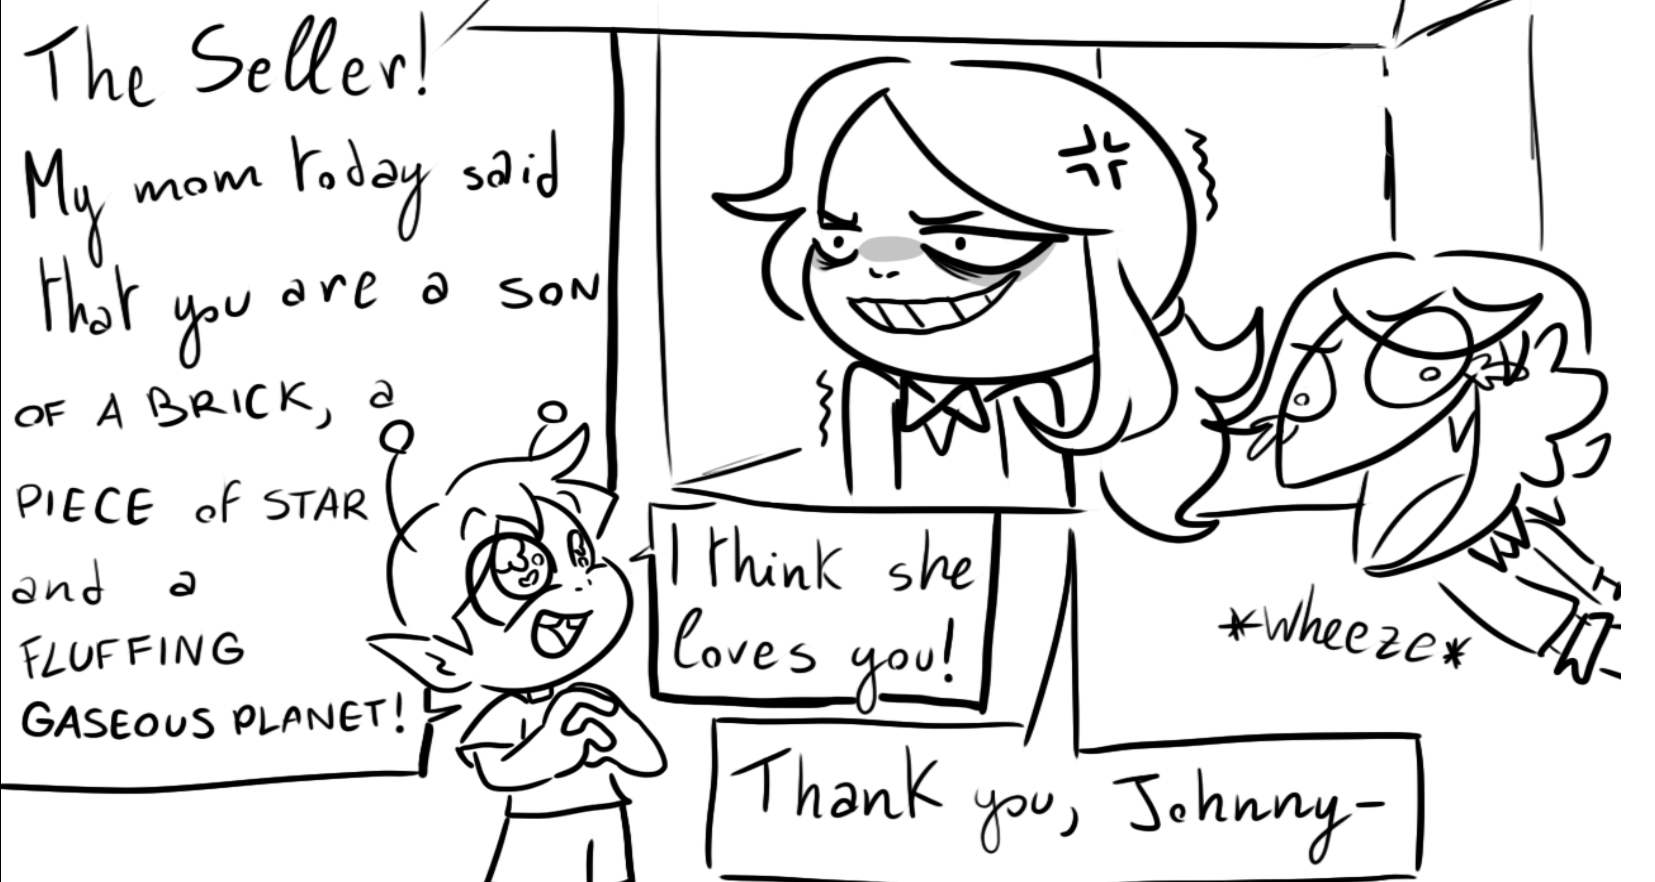 The Seller!
My mom today said
that you are a SON
OF A BRICK, a
PIECE of STAR
and a
FLUFFING
GASEOUS PLANET!
I think she
loves you!
*wheeze*
Thank you, Johnny-